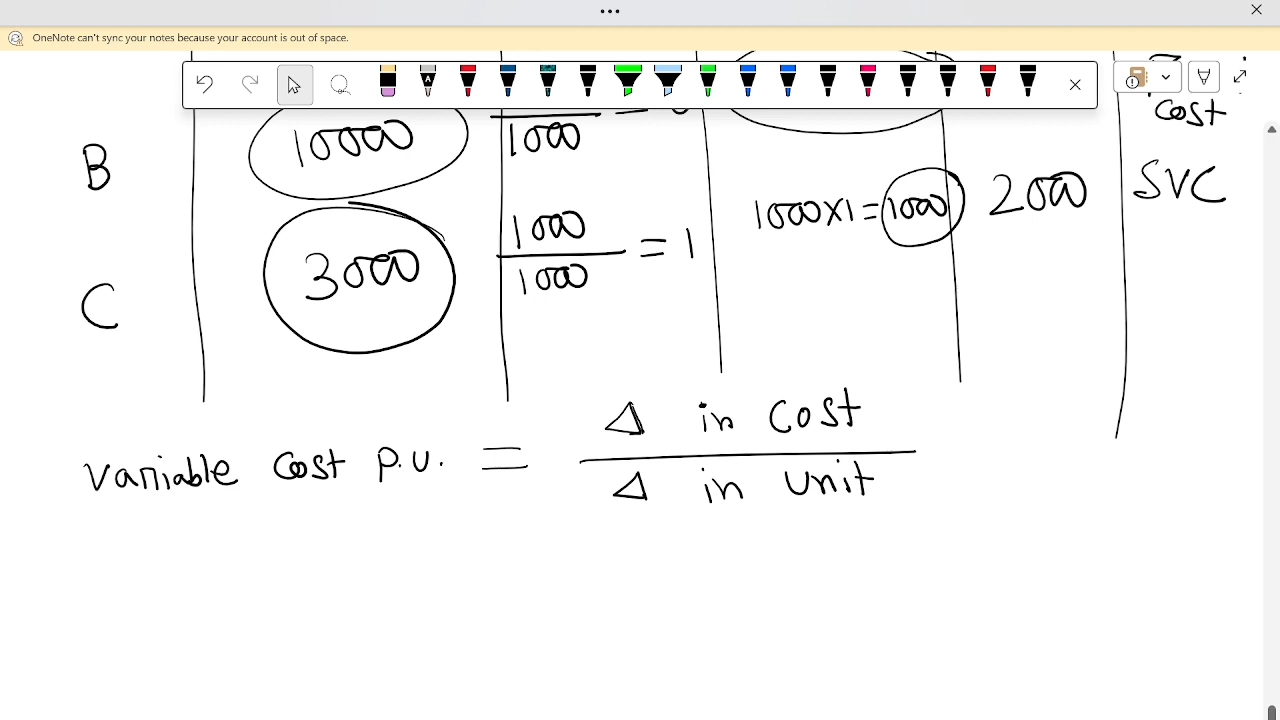 OneNote can't sync your notes because your account is out of space.
A
cost
B 10000 1000
1000X1 = 1000 2000 SVC
C 3000 1000 = 1
1000
Δ in cost
variable cost p.u. =
Δ in unit